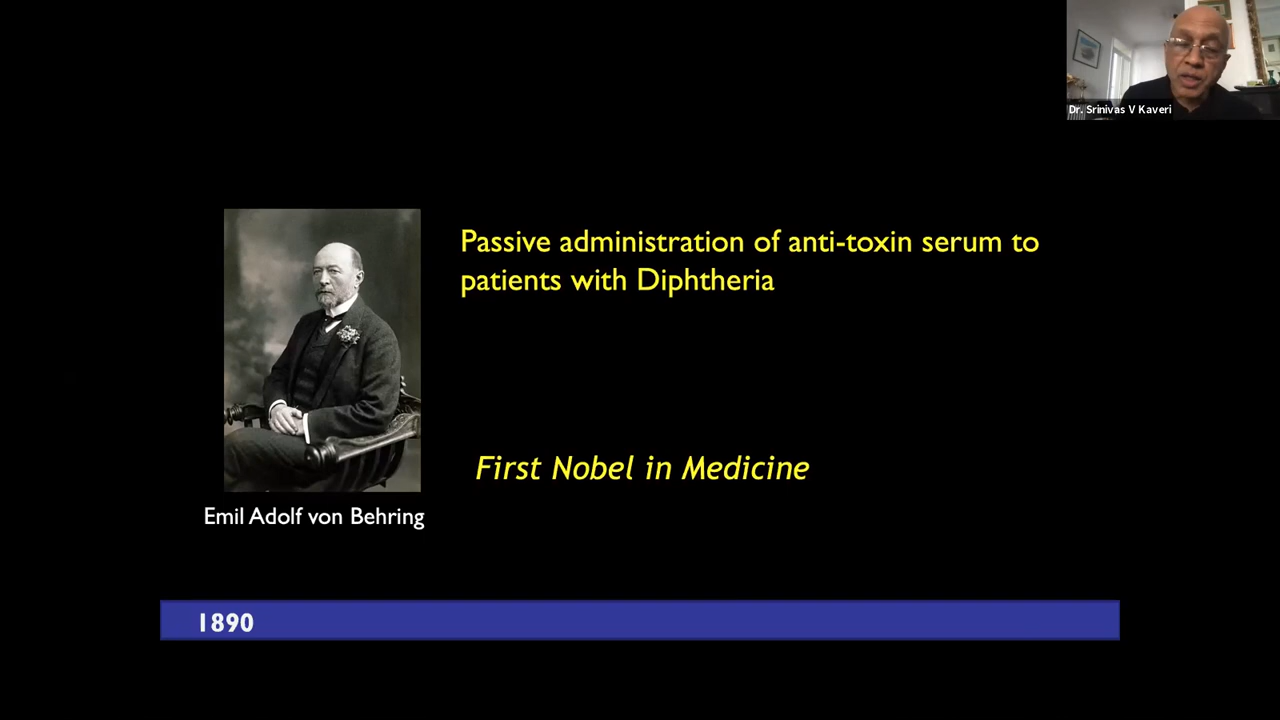 Dr. Srinivas V Kaveri
Passive administration of anti-toxin serum to
patients with Diphtheria
First Nobel in Medicine
Emil Adolf von Behring
1890